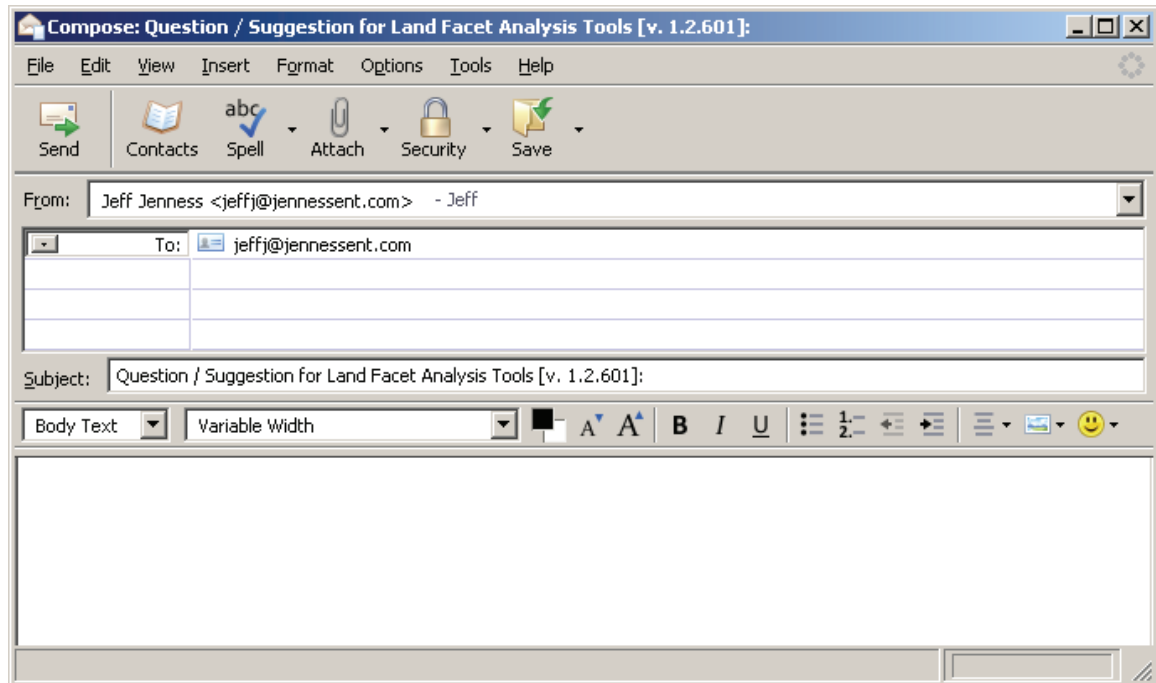 Compose: Question / Suggestion for Land Facet Analysis Tools [v. 1.2.601]:
File Edit View Insert Format Options Tools Help
abc
Send Contacts Spell Attach Security Save
From: Jeff Jenness <jeffj@jennessent.com> - Jeff
To: jeffj@jennessent.com
Subject: Question / Suggestion for Land Facet Analysis Tools [v. 1.2.601]:
Body Text Variable Width A A B I U 1. 2.